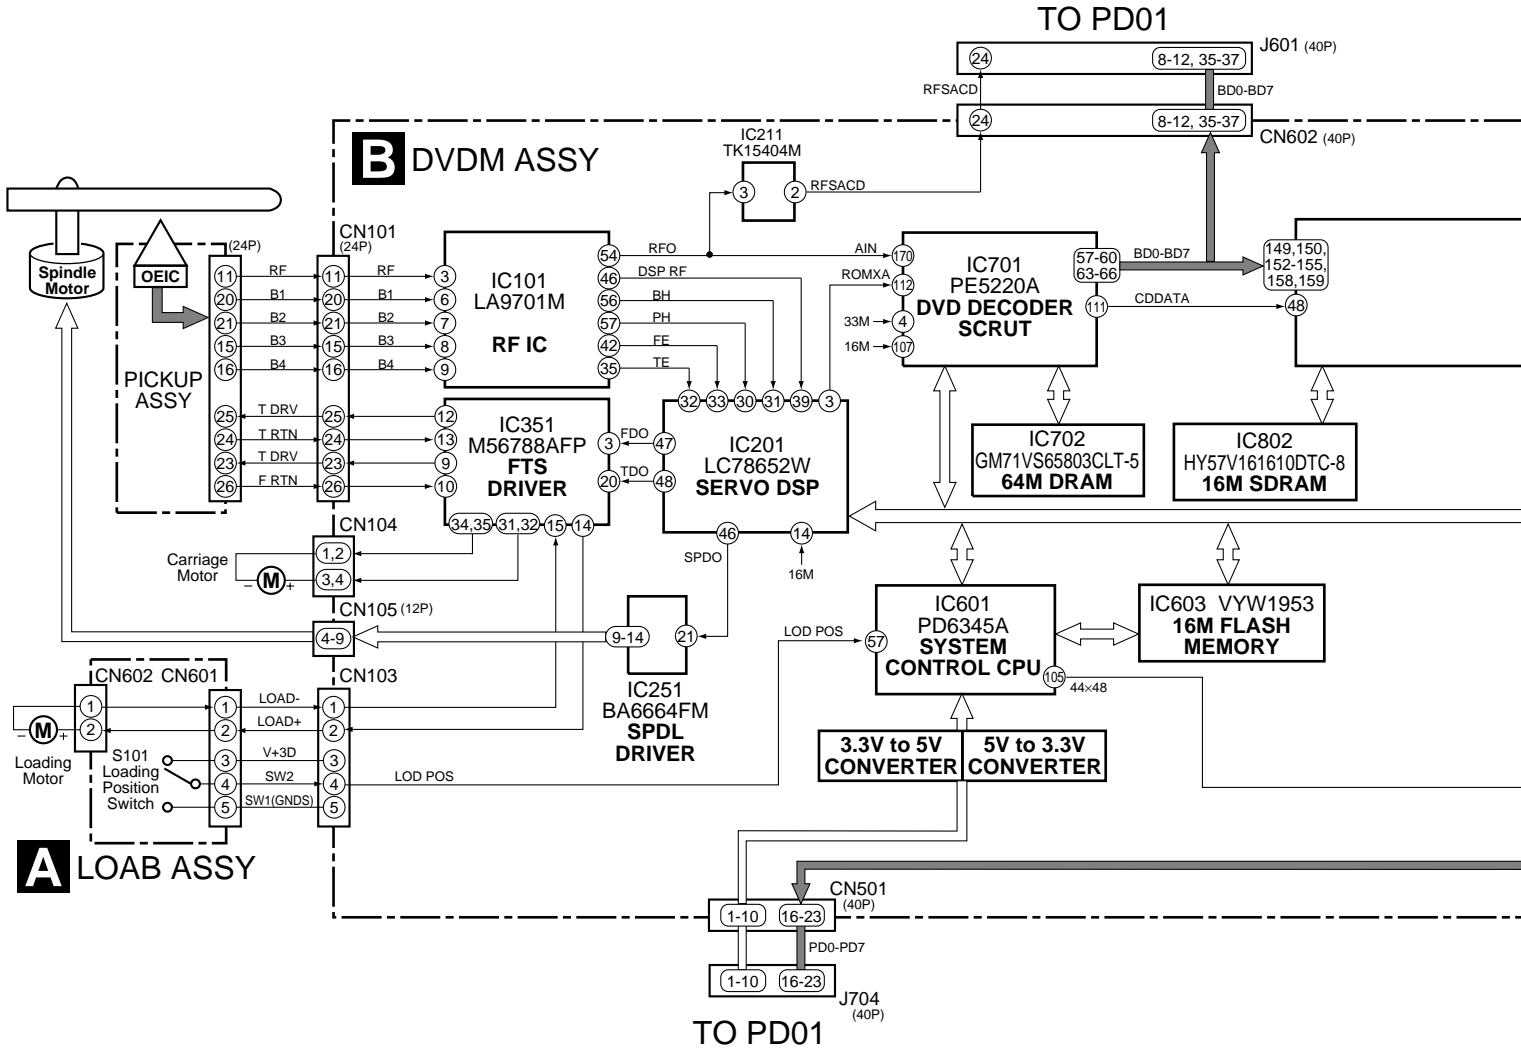 TO PD01
J601 (40P)
24
8-12, 35-37
RFSACD
BD0-BD7
24
8-12, 35-37
CN602 (40P)
B DVDM ASSY
IC211
TK15404M
3
2
RFSACD
Spindle
Motor
OEIC
PICKUP
ASSY
(24P)
CN101
(24P)
11 RF 11 RF 3
20 B1 20 B1 6
21 B2 21 B2 7
15 B3 15 B3 8
16 B4 16 B4 9
25 T DRV 25 12
24 T RTN 24 13
23 T DRV 23 9
26 F RTN 26 10
IC101
LA9701M
RF IC
54 RFO
46 DSP RF
56 BH
57 PH
42 FE
35 TE
AIN 170
ROMXA 112
33M 4
16M 107
IC701
PE5220A
DVD DECODER
SCRUT
57-60
63-66
BD0-BD7
111 CDDATA
149,150,
152-155,
158,159
48
IC351
M56788AFP
FTS
DRIVER
3 FDO 47
20 TDO 48
34,35 31,32 15 14
32 33 30 31 39 3
IC201
LC78652W
SERVO DSP
46 14
SPDO
16M
IC702
GM71VS65803CLT-5
64M DRAM
IC802
HY57V161610DTC-8
16M SDRAM
CN104
1,2
3,4
Carriage
Motor
– M +
CN105 (12P)
4-9
9-14
21
IC251
BA6664FM
SPDL
DRIVER
LOD POS
57
IC601
PD6345A
SYSTEM
CONTROL CPU
105
44×48
IC603 VYW1953
16M FLASH
MEMORY
3.3V to 5V
CONVERTER
5V to 3.3V
CONVERTER
CN602 CN601
CN103
1 1 LOAD- 1
2 2 LOAD+ 2
3 V+3D 3
4 SW2 4 LOD POS
5 SW1(GNDS) 5
– M +
Loading
Motor
S101
Loading
Position
Switch
A LOAB ASSY
CN501
(40P)
1-10 16-23
PD0-PD7
1-10 16-23
J704
(40P)
TO PD01